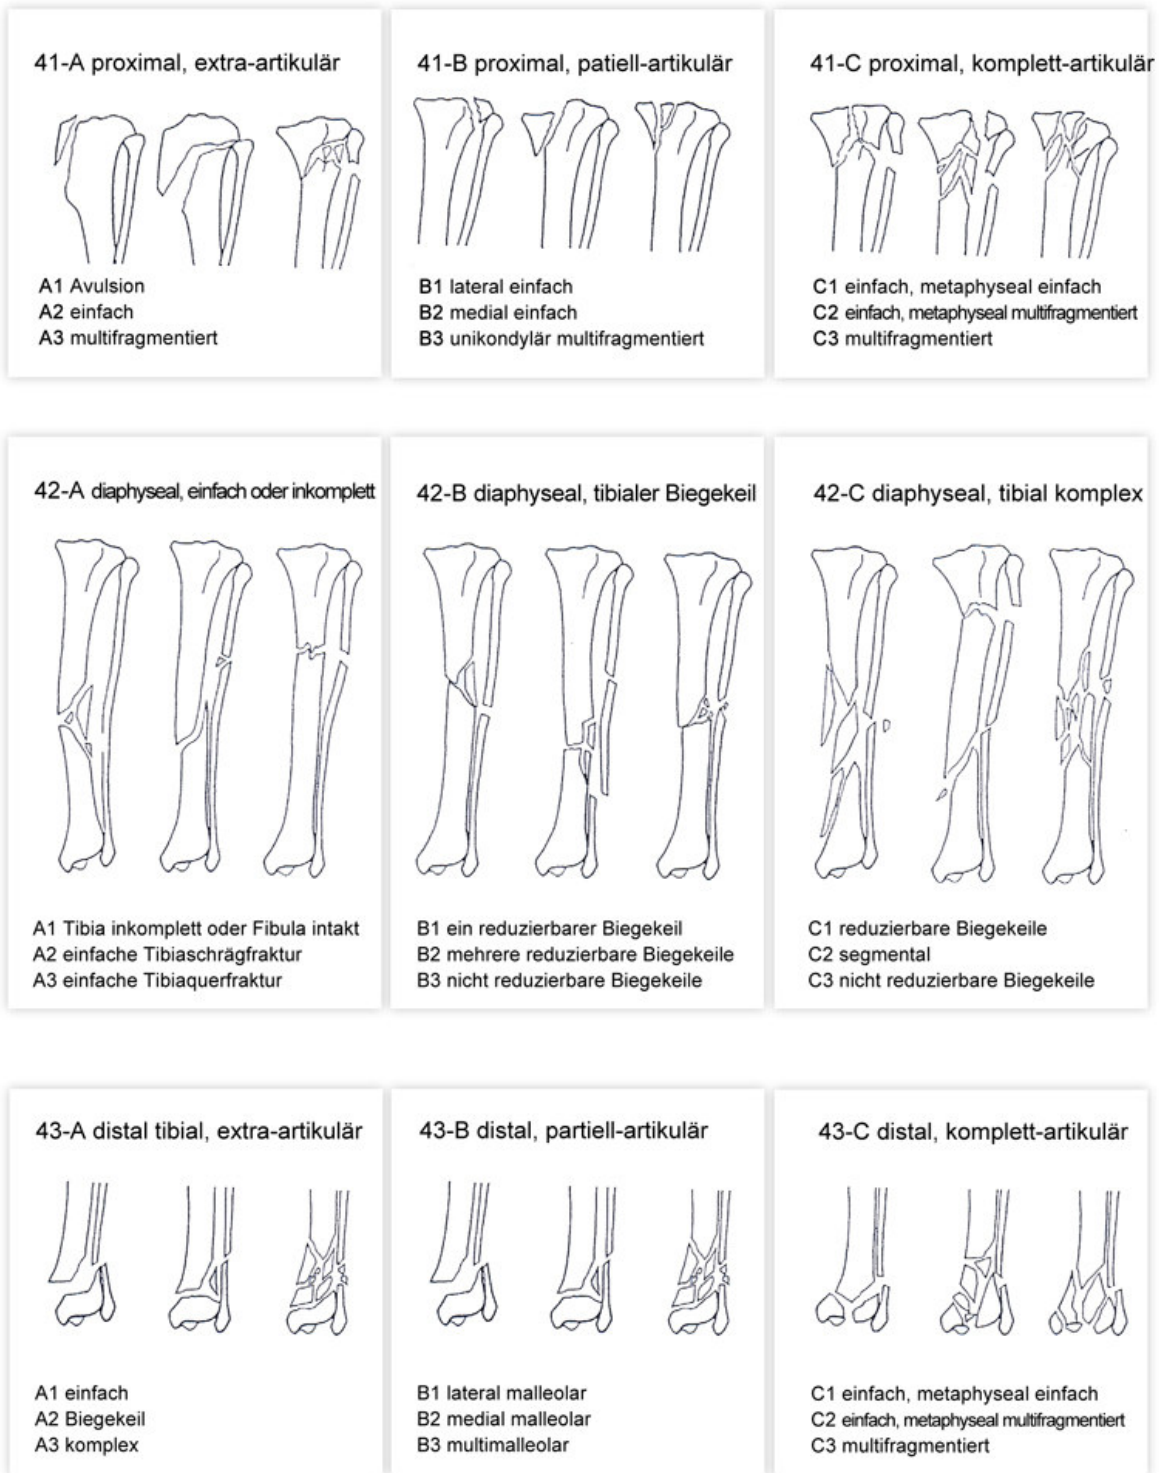 41-A proximal, extra-artikulär
A1 Avulsion
A2 einfach
A3 multifragmentiert
41-B proximal, patiell-artikulär
B1 lateral einfach
B2 medial einfach
B3 unikondylär multifragmentiert
41-C proximal, komplett-artikulär
C1 einfach, metaphyseal einfach
C2 einfach, metaphyseal multifragmentiert
C3 multifragmentiert
42-A diaphyseal, einfach oder inkomplett
A1 Tibia inkomplett oder Fibula intakt
A2 einfache Tibiaschrägfraktur
A3 einfache Tibiaquerfraktur
42-B diaphyseal, tibialer Biegekeil
B1 ein reduzierbarer Biegekeil
B2 mehrere reduzierbare Biegekeile
B3 nicht reduzierbare Biegekeile
42-C diaphyseal, tibial komplex
C1 reduzierbare Biegekeile
C2 segmental
C3 nicht reduzierbare Biegekeile
43-A distal tibial, extra-artikulär
A1 einfach
A2 Biegekeil
A3 komplex
43-B distal, partiell-artikulär
B1 lateral malleolar
B2 medial malleolar
B3 multimalleolar
43-C distal, komplett-artikulär
C1 einfach, metaphyseal einfach
C2 einfach, metaphyseal multifragmentiert
C3 multifragmentiert